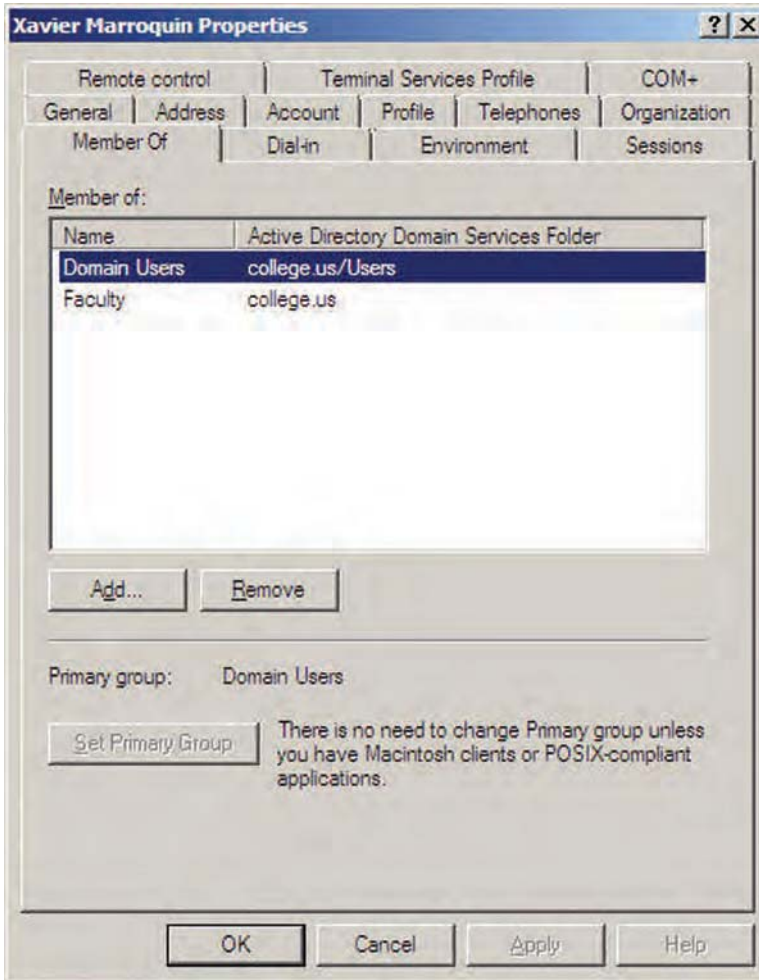 Xavier Marroquin Properties
Remote control Terminal Services Profile COM+
General Address Account Profile Telephones Organization
Member Of Dial-in Environment Sessions
Member of:
Name Active Directory Domain Services Folder
Domain Users college.us/Users
Faculty college.us
Add... Remove
Primary group: Domain Users
Set Primary Group
There is no need to change Primary group unless
you have Macintosh clients or POSIX-compliant
applications.
OK Cancel Apply Help